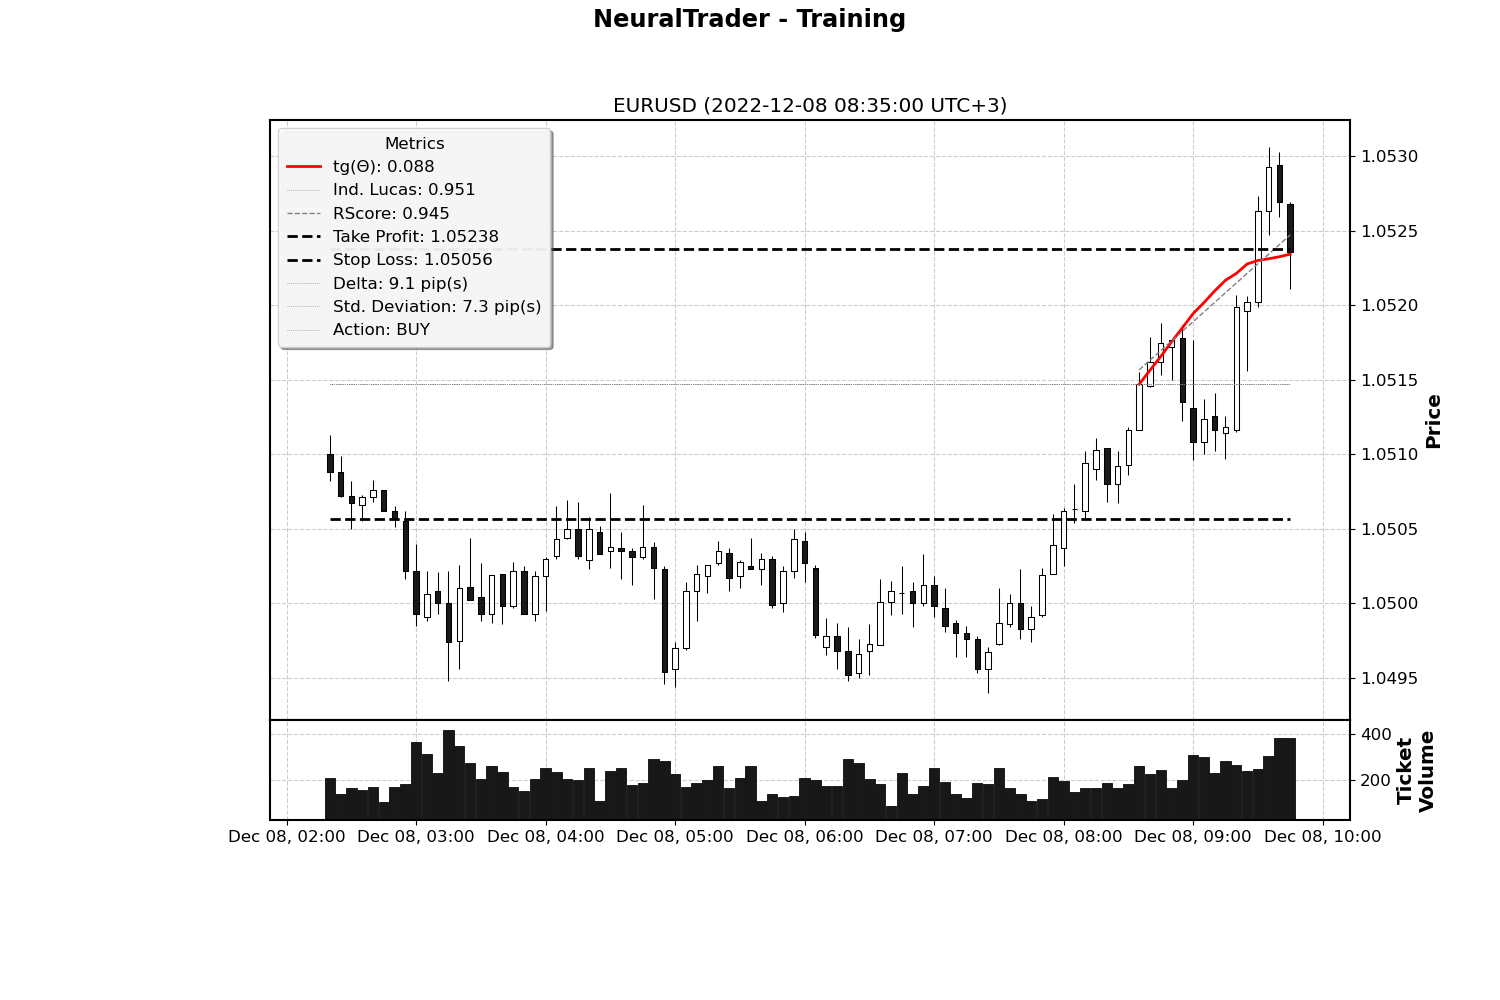 NeuralTrader - Training
EURUSD (2022-12-08 08:35:00 UTC+3)
Metrics
tg(Θ): 0.088
Ind. Lucas: 0.951
RScore: 0.945
Take Profit: 1.05238
Stop Loss: 1.05056
Delta: 9.1 pip(s)
Std. Deviation: 7.3 pip(s)
Action: BUY
1.0530
1.0525
1.0520
1.0515
1.0510
1.0505
1.0500
1.0495
Price
400
200
Ticket
Volume
Dec 08, 02:00 Dec 08, 03:00 Dec 08, 04:00 Dec 08, 05:00 Dec 08, 06:00 Dec 08, 07:00 Dec 08, 08:00 Dec 08, 09:00 Dec 08, 10:00